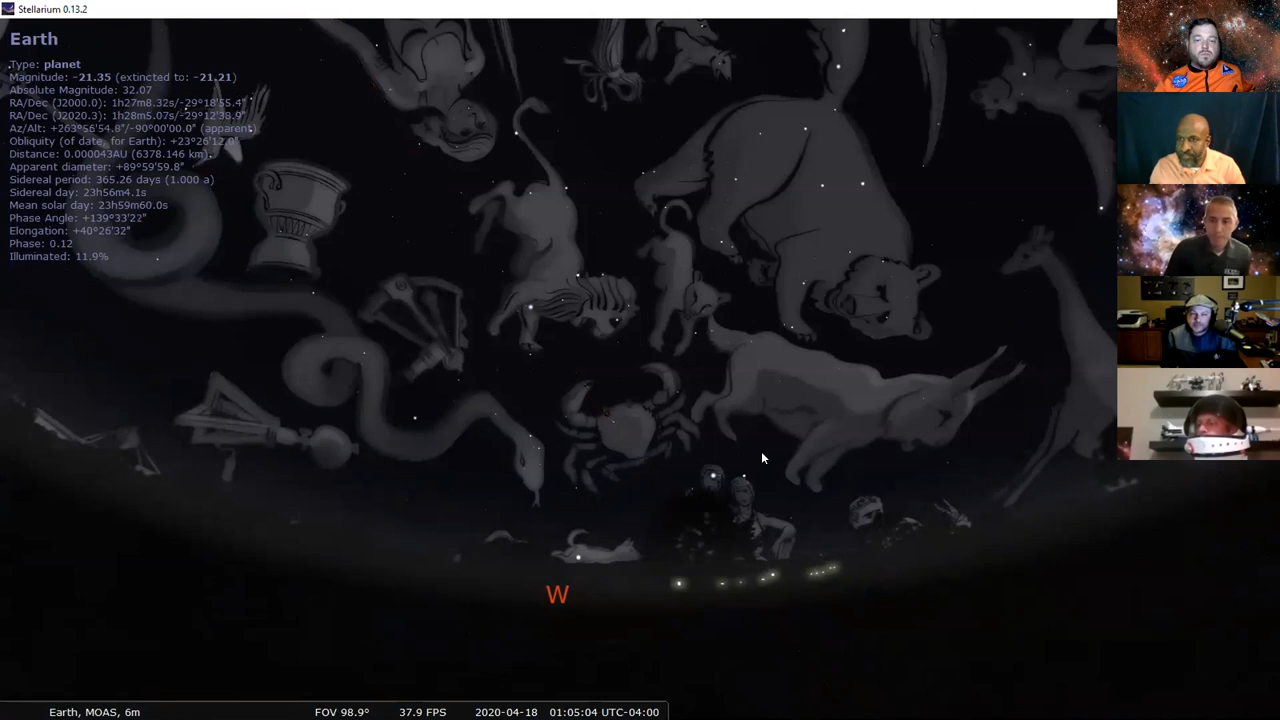 Stellarium 0.13.2
Earth
Type: planet
Magnitude: -21.35 (extincted to: -21.21)
Absolute Magnitude: 32.07
RA/Dec (J2000.0): 1h27m8.32s/-29°18'55.4"
RA/Dec (J2020.3): 1h28m5.07s/-29°12'38.9"
Az/Alt: +263°56'54.8"/-90°00'00.0" (apparent)
Obliquity (of date, for Earth): +23°26'12.0"
Distance: 0.000043AU (6378.146 km)
Apparent diameter: +89°59'59.8"
Sidereal period: 365.26 days (1.000 a)
Sidereal day: 23h56m4.1s
Mean solar day: 23h59m60.0s
Phase Angle: +139°33'22"
Elongation: +40°26'32"
Phase: 0.12
Illuminated: 11.9%
W
Earth, MOAS, 6m FOV 98.9° 37.9 FPS 2020-04-18 01:05:04 UTC-04:00